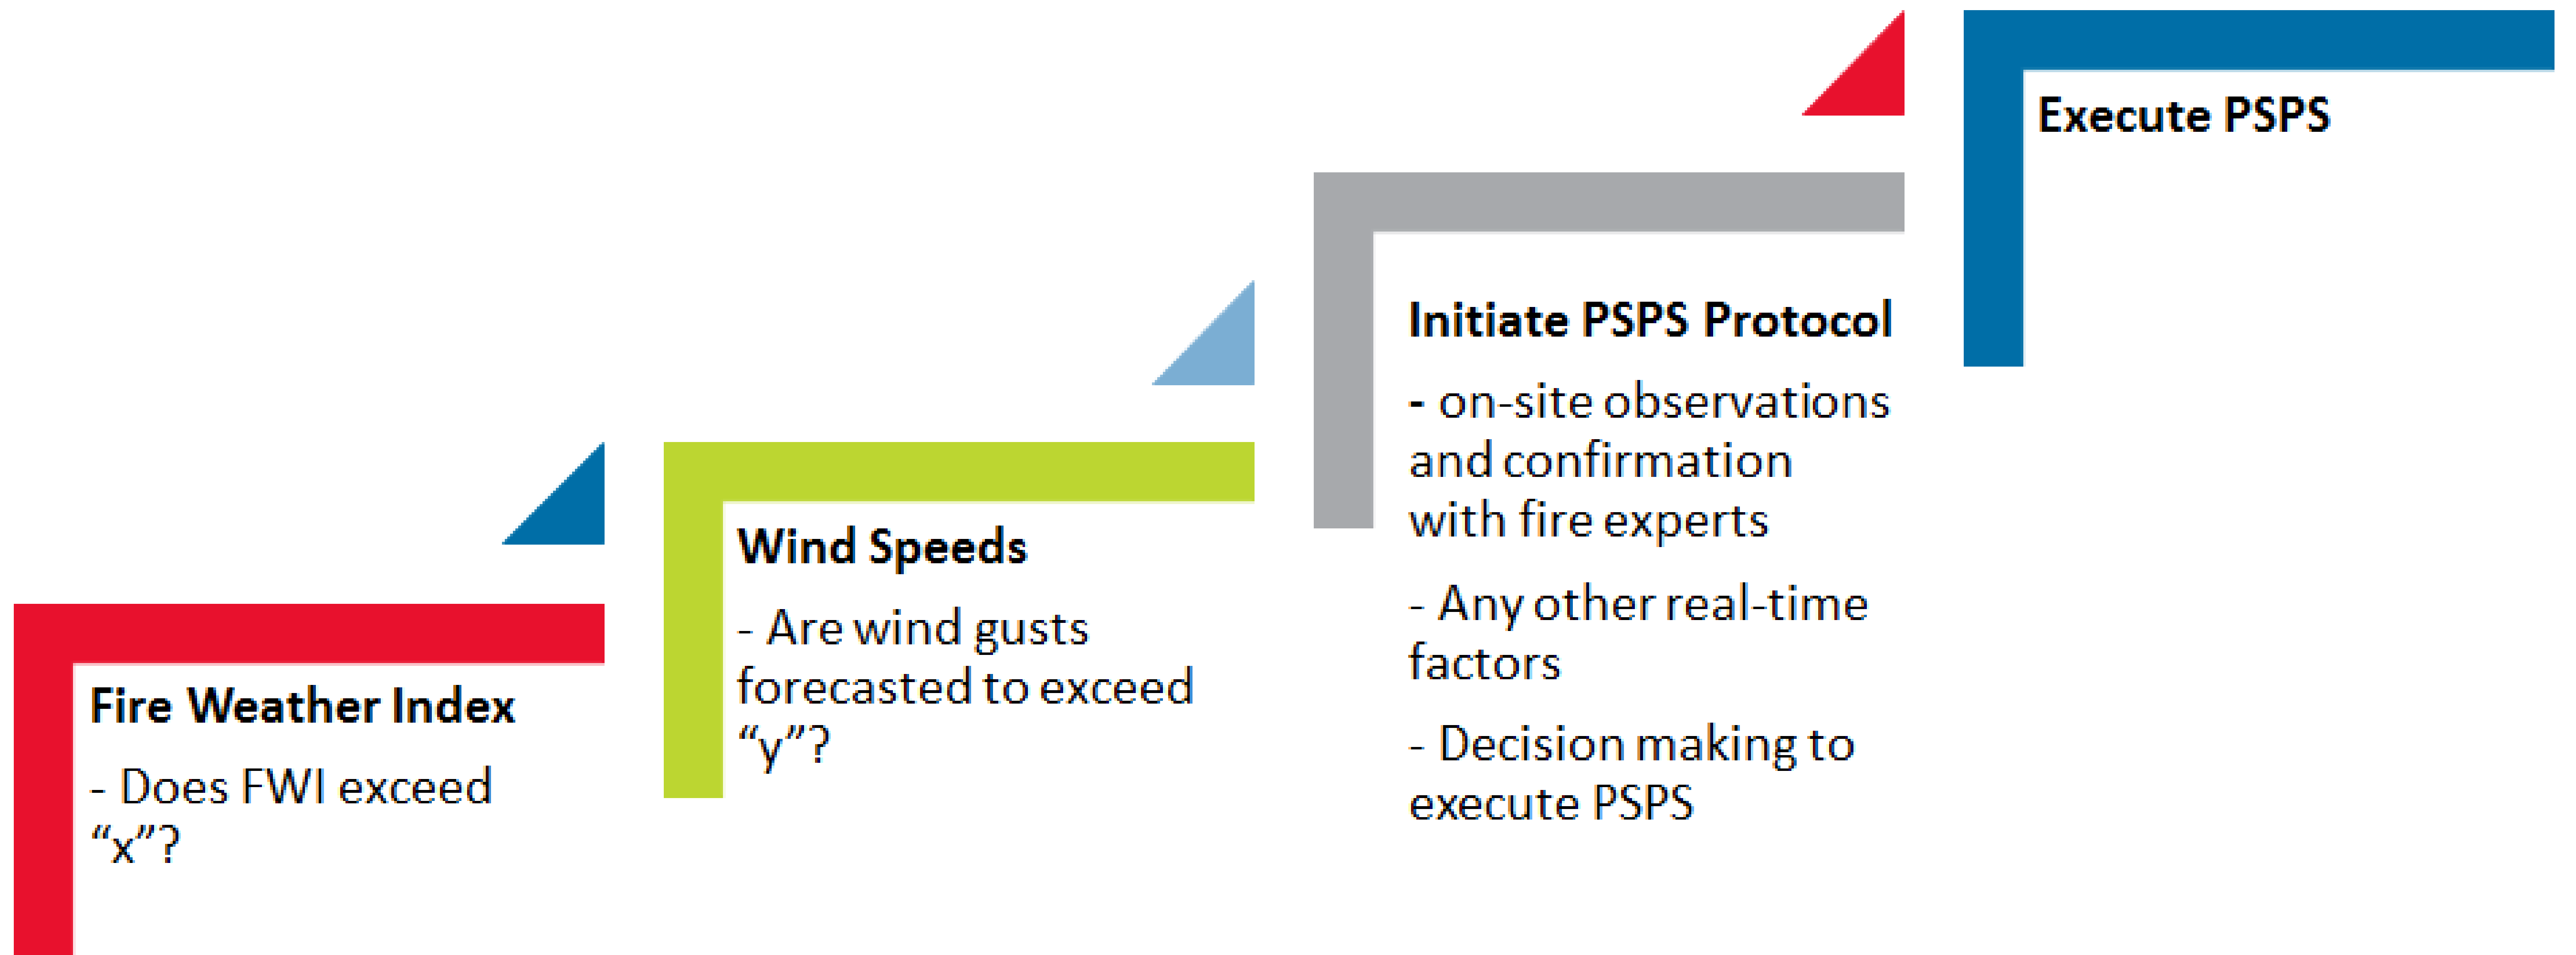 Fire Weather Index
- Does FWI exceed
“x”?
Wind Speeds
- Are wind gusts
forecasted to exceed
“y”?
Initiate PSPS Protocol
- on-site observations
and confirmation
with fire experts
- Any other real-time
factors
- Decision making to
execute PSPS
Execute PSPS